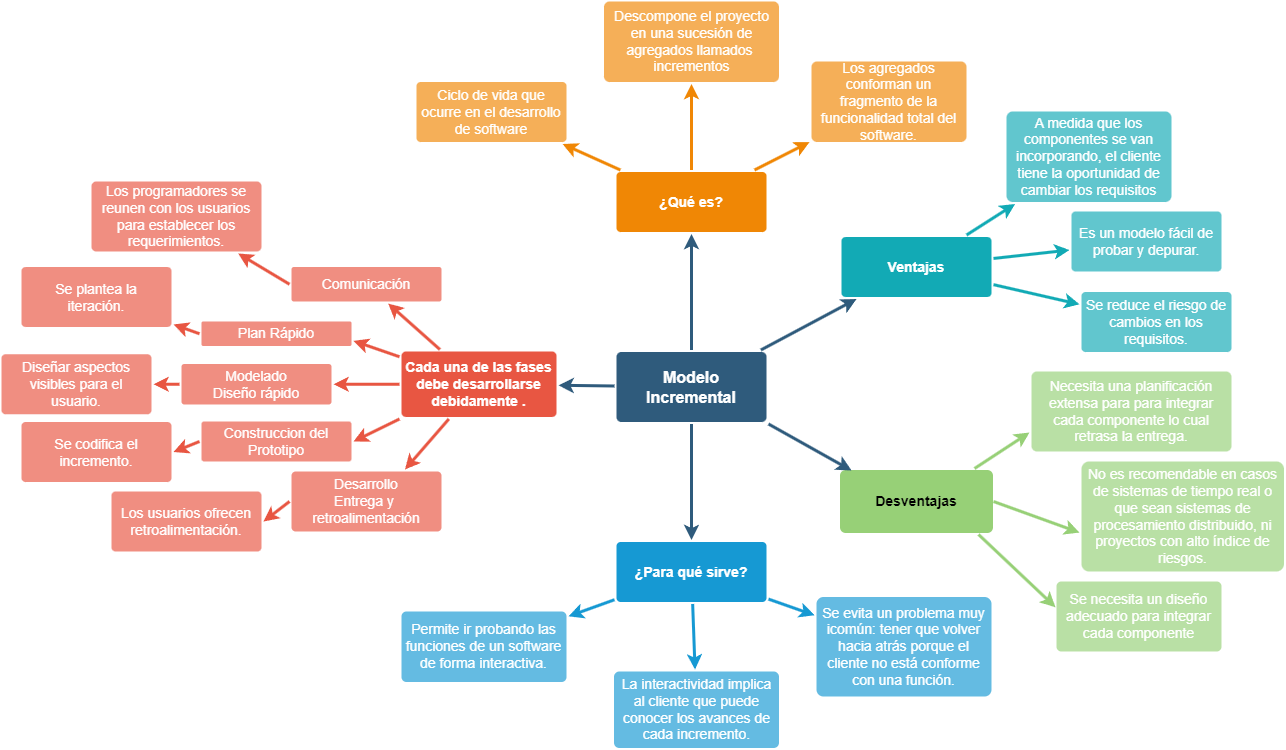 Descompone el proyecto
en una sucesión de
agregados llamados
incrementos
Ciclo de vida que
ocurre en el desarrollo
de software
Los agregados
conforman un
fragmento de la
funcionalidad total del
software.
¿Qué es?
A medida que los
componentes se van
incorporando, el cliente
tiene la oportunidad de
cambiar los requisitos
Es un modelo fácil de
probar y depurar.
Ventajas
Se reduce el riesgo de
cambios en los
requisitos.
Los programadores se
reunen con los usuarios
para establecer los
requerimientos.
Comunicación
Se plantea la
iteración.
Plan Rápido
Diseñar aspectos
visibles para el
usuario.
Modelado
Diseño rápido
Cada una de las fases
debe desarrollarse
debidamente .
Modelo
Incremental
Se codifica el
incremento.
Construccion del
Prototipo
Los usuarios ofrecen
retroalimentación.
Desarrollo
Entrega y
retroalimentación
Necesita una planificación
extensa para para integrar
cada componente lo cual
retrasa la entrega.
Desventajas
No es recomendable en casos
de sistemas de tiempo real o
que sean sistemas de
procesamiento distribuido, ni
proyectos con alto índice de
riesgos.
Se necesita un diseño
adecuado para integrar
cada componente
¿Para qué sirve?
Permite ir probando las
funciones de un software
de forma interactiva.
La interactividad implica
al cliente que puede
conocer los avances de
cada incremento.
Se evita un problema muy
icomún: tener que volver
hacia atrás porque el
cliente no está conforme
con una función.